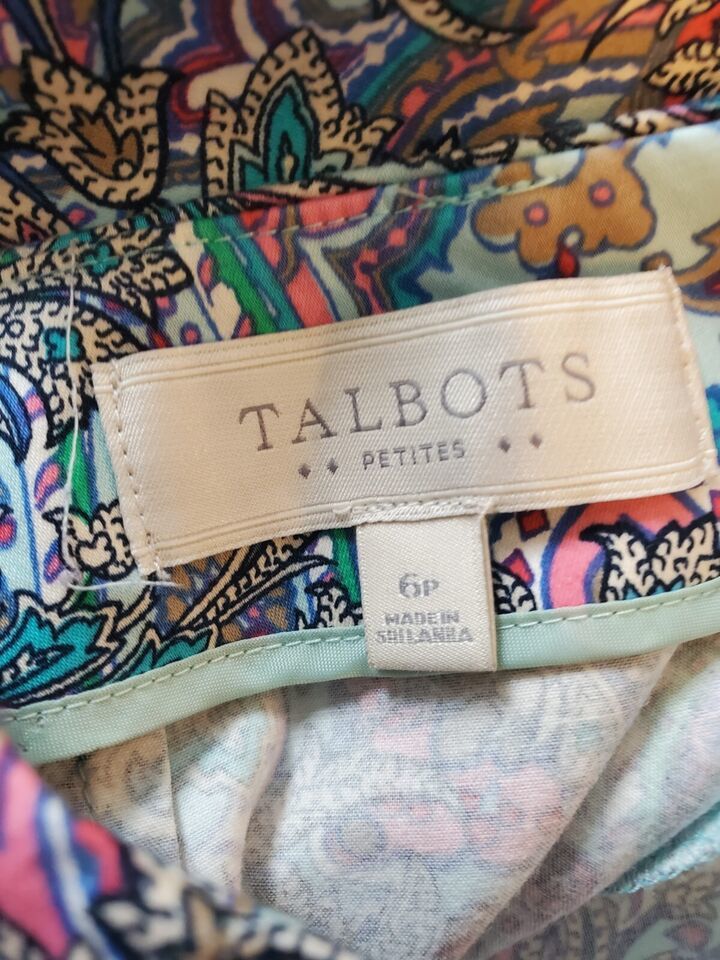 TALBOTS
PETITES
6P
MADE IN
SRI LANKA